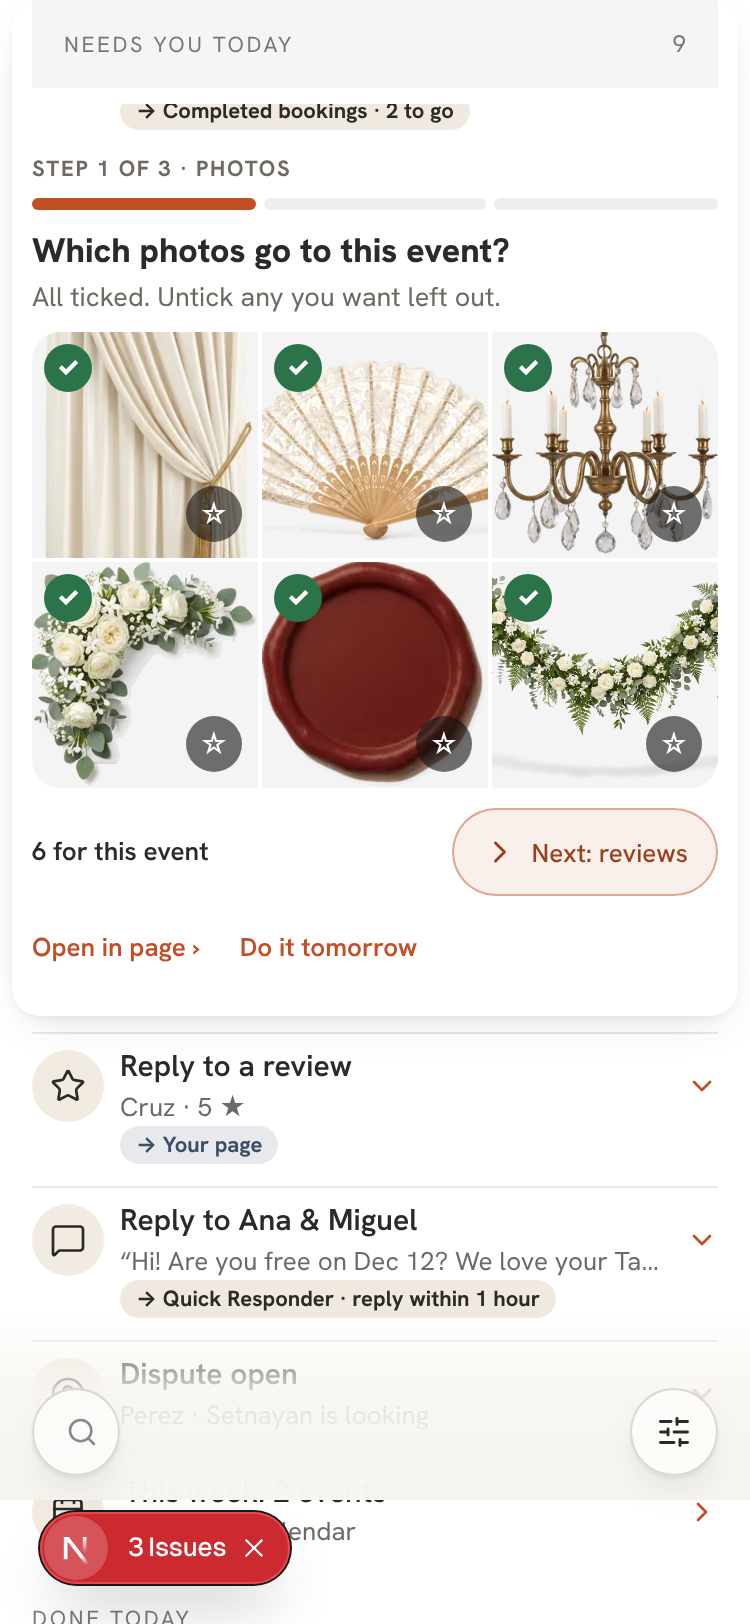 NEEDS YOU TODAY 9
→ Completed bookings · 2 to go
STEP 1 OF 3 · PHOTOS
Which photos go to this event?
All ticked. Untick any you want left out.
6 for this event
Next: reviews
Open in page ›
Do it tomorrow
Reply to a review
Cruz · 5 ★
→ Your page
Reply to Ana & Miguel
“Hi! Are you free on Dec 12? We love your Ta...
→ Quick Responder · reply within 1 hour
Dispute open
Perez · Setnayan is looking
This week: 2 events
endar
N 3 Issues
DONE TODAY